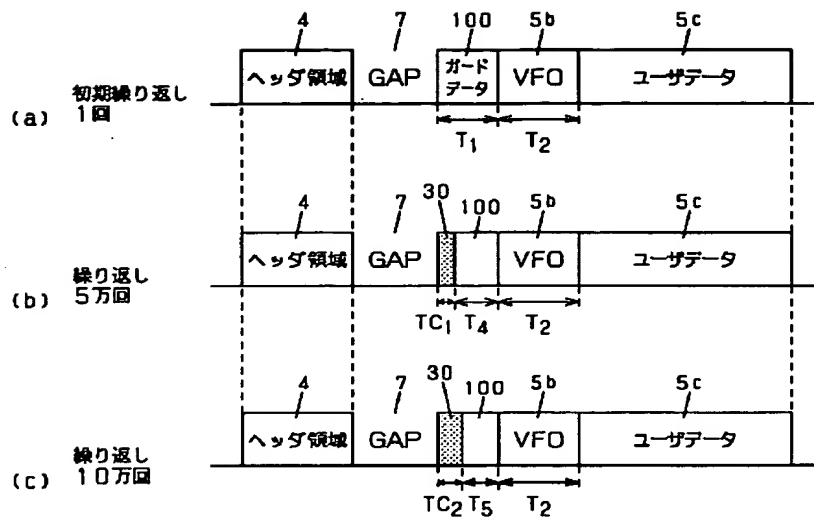 4 7 100 5b 5c
ヘッダ領域 GAP ガード データ VFO ユーザデータ
(a) 初期繰り返し 1回
T1 T2
30
4 7 100 5b 5c
ヘッダ領域 GAP VFO ユーザデータ
(b) 繰り返し 5万回
TC1 T4 T2
30
4 7 100 5b 5c
ヘッダ領域 GAP VFO ユーザデータ
(c) 繰り返し 10万回
TC2 T5 T2